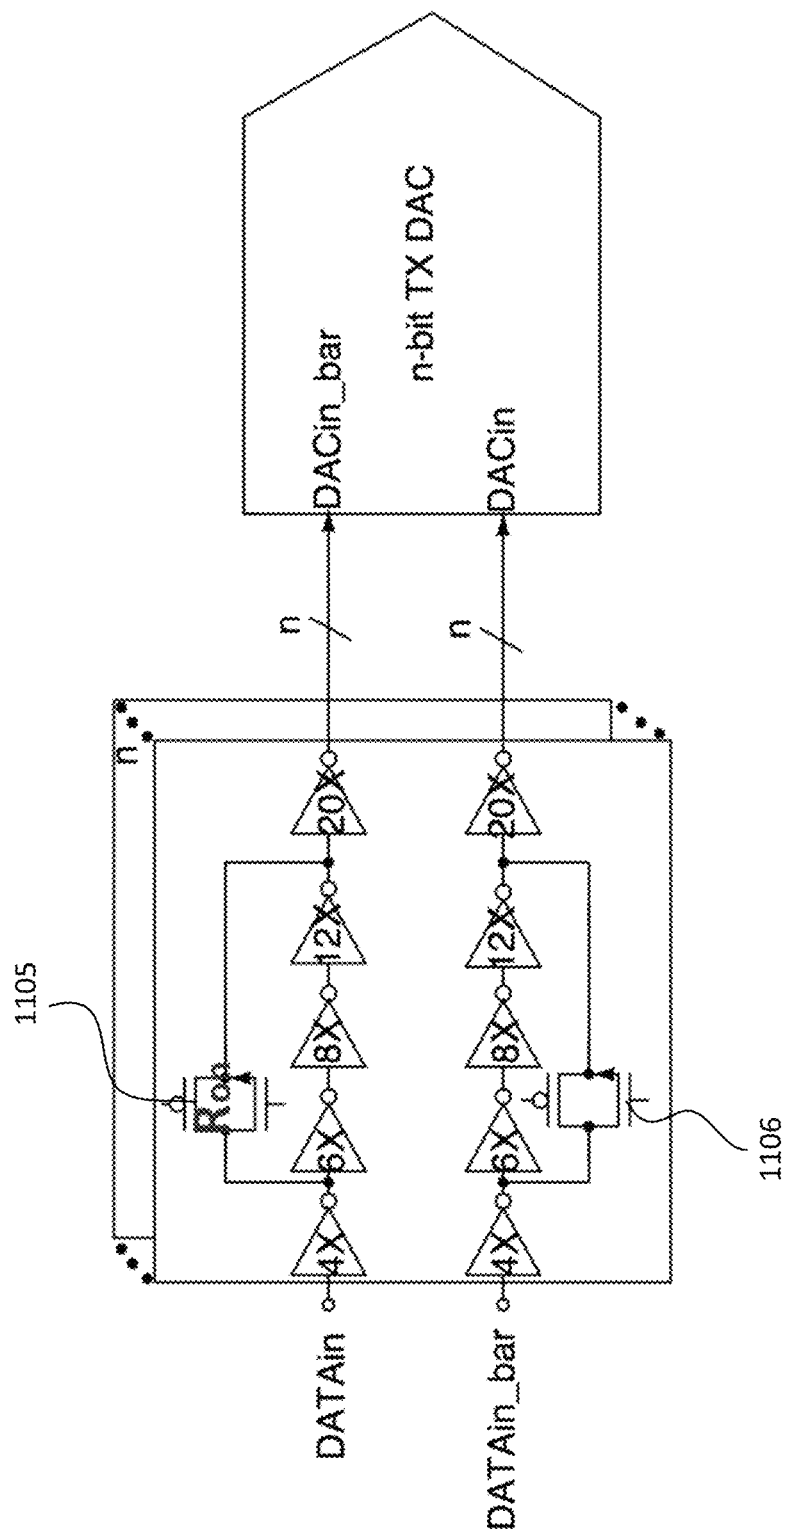 1105
n
Ron
DATAin
4X
6X
8X
12X
20X
n
DACin_bar
n-bit TX DAC
DATAin_bar
4X
6X
8X
12X
20X
n
DACin
1106